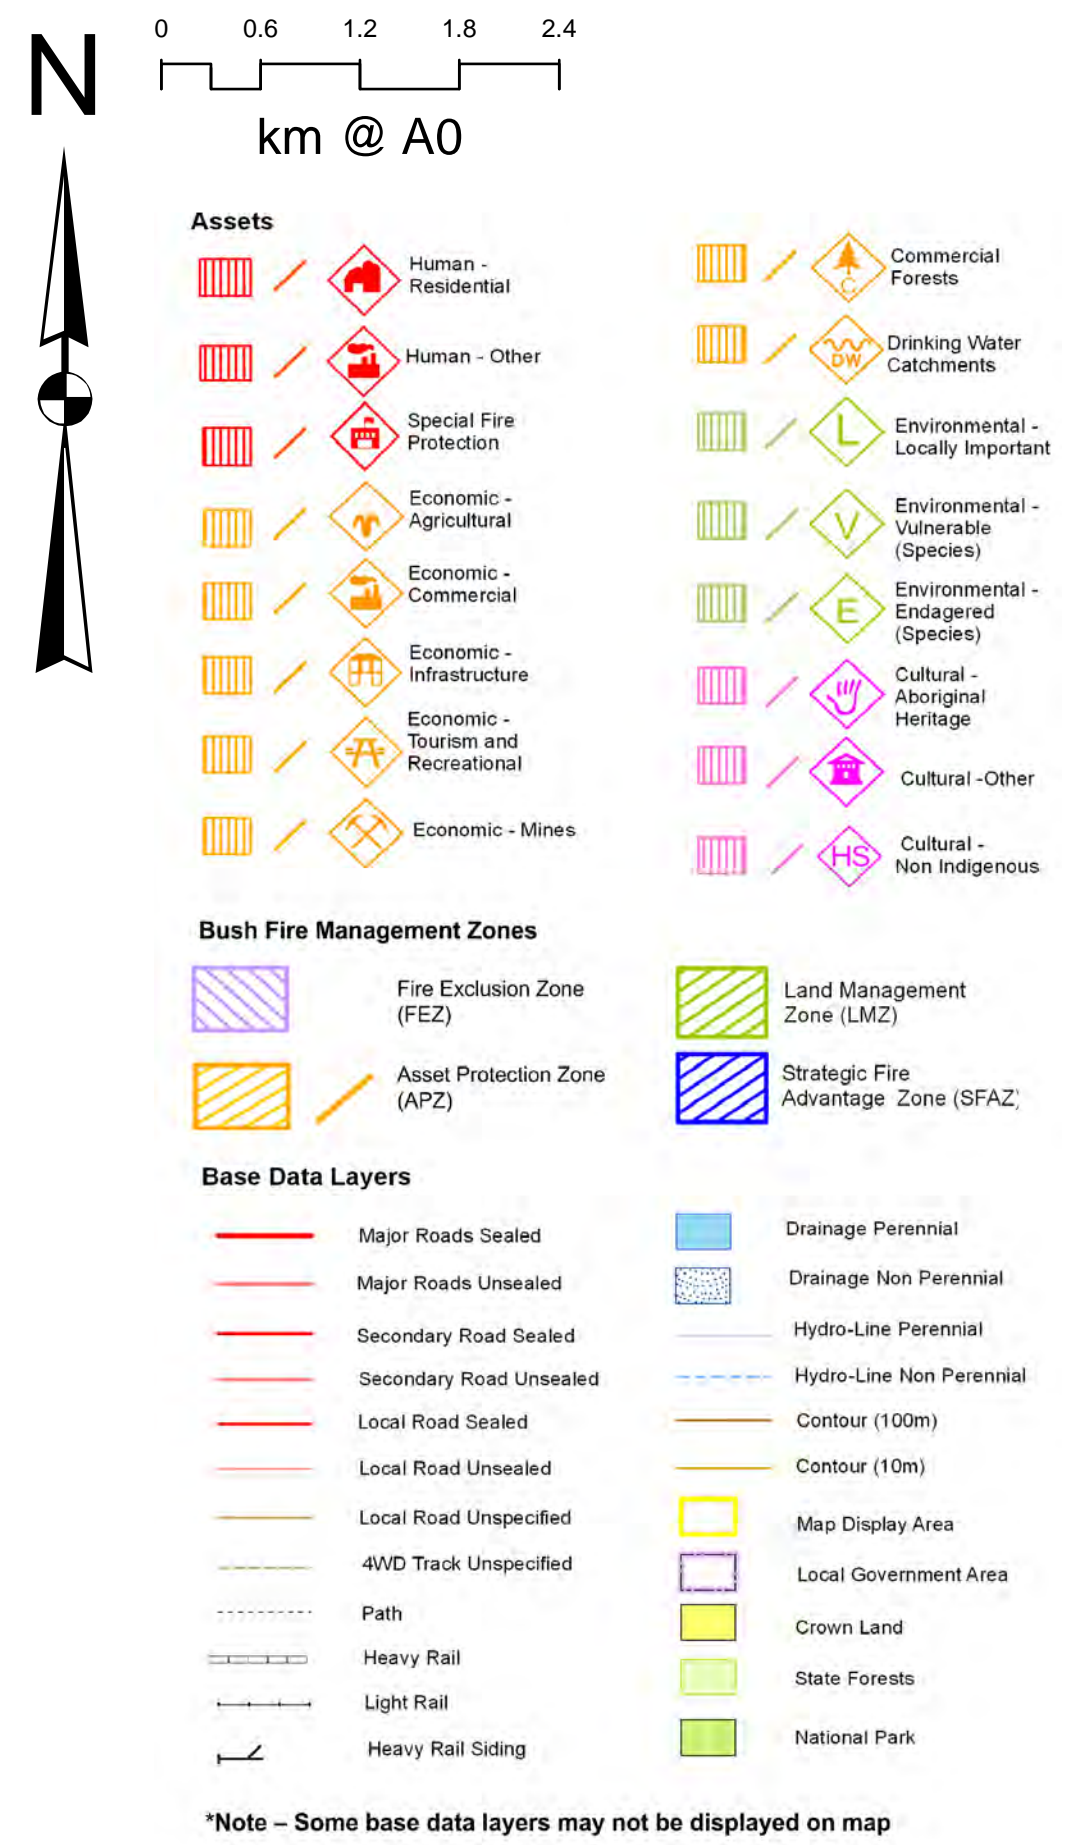 N
0 0.6 1.2 1.8 2.4
km @ A0
Assets
Human -
Residential
Human - Other
Special Fire
Protection
Economic -
Agricultural
Economic -
Commercial
Economic -
Infrastructure
Economic -
Tourism and
Recreational
Economic - Mines
C
Commercial
Forests
DW
Drinking Water
Catchments
L
Environmental -
Locally Important
V
Environmental -
Vulnerable
(Species)
E
Environmental -
Endagered
(Species)
Cultural -
Aboriginal
Heritage
Cultural -Other
HS
Cultural -
Non Indigenous
Bush Fire Management Zones
Fire Exclusion Zone
(FEZ)
Asset Protection Zone
(APZ)
Land Management
Zone (LMZ)
Strategic Fire
Advantage Zone (SFAZ)
Base Data Layers
Major Roads Sealed
Major Roads Unsealed
Secondary Road Sealed
Secondary Road Unsealed
Local Road Sealed
Local Road Unsealed
Local Road Unspecified
4WD Track Unspecified
Path
Heavy Rail
Light Rail
Heavy Rail Siding
Drainage Perennial
Drainage Non Perennial
Hydro-Line Perennial
Hydro-Line Non Perennial
Contour (100m)
Contour (10m)
Map Display Area
Local Government Area
Crown Land
State Forests
National Park
*Note – Some base data layers may not be displayed on map